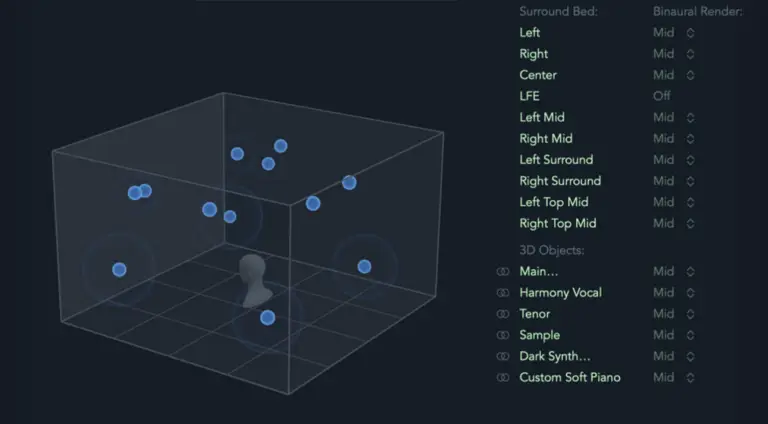 Surround Bed: Binaural Render:
Left Mid
Right Mid
Center Mid
LFE Off
Left Mid Mid
Right Mid Mid
Left Surround Mid
Right Surround Mid
Left Top Mid Mid
Right Top Mid Mid
3D Objects:
Main... Mid
Harmony Vocal Mid
Tenor Mid
Sample Mid
Dark Synth... Mid
Custom Soft Piano Mid